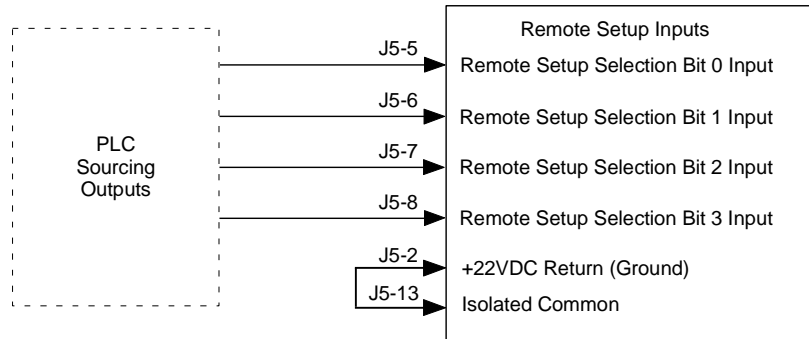 Remote Setup Inputs
J5-5
Remote Setup Selection Bit 0 Input
J5-6
Remote Setup Selection Bit 1 Input
PLC
Sourcing
Outputs
J5-7
Remote Setup Selection Bit 2 Input
J5-8
Remote Setup Selection Bit 3 Input
J5-2
+22VDC Return (Ground)
J5-13
Isolated Common